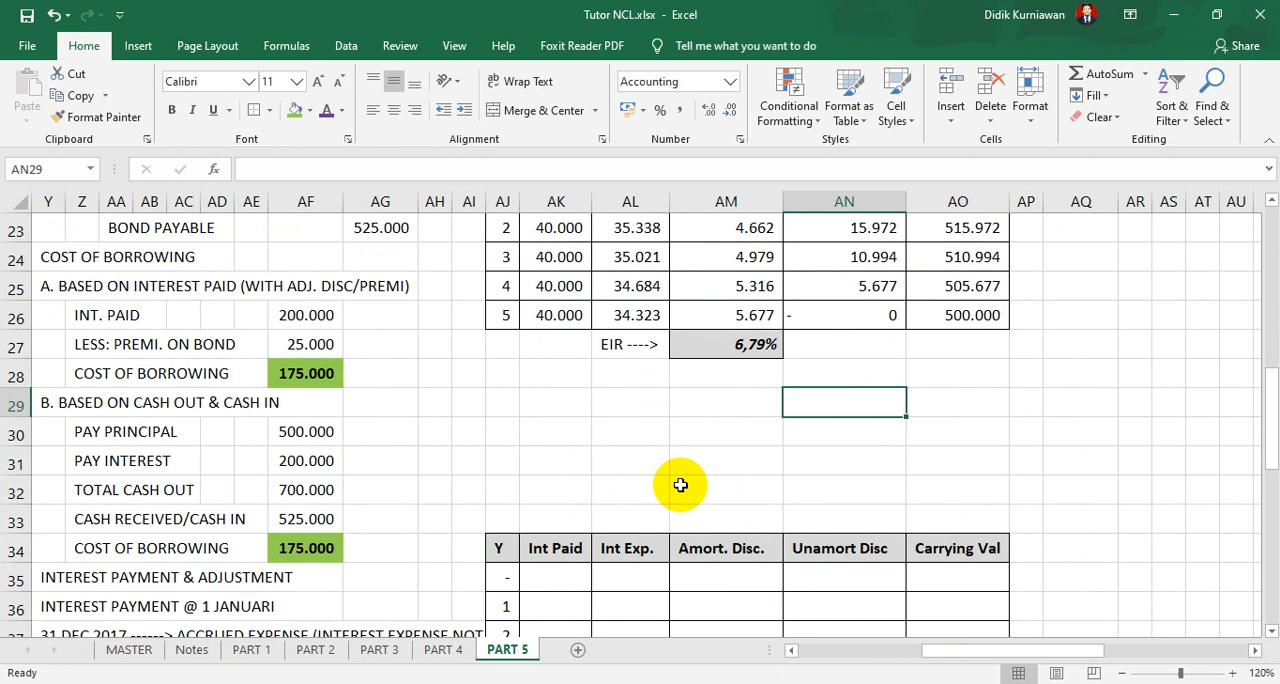 Tutor NCL.xlsx - Excel
Didik Kurniawan
File Home Insert Page Layout Formulas Data Review View Help Foxit Reader PDF Tell me what you want to do Share
Paste
Cut
Copy
Format Painter
Clipboard
Calibri 11
B I U
Font
Wrap Text
Merge & Center
Alignment
Accounting
%
Number
Conditional Formatting
Format as Table
Cell Styles
Styles
Insert
Delete
Format
Cells
AutoSum
Fill
Clear
Sort & Filter
Find & Select
Editing
AN29 fx
Y Z AA AB AC AD AE AF AG AH AI AJ AK AL AM AN AO AP AQ AR AS AT AU
23 BOND PAYABLE 525.000 2 40.000 35.338 4.662 15.972 515.972
24 COST OF BORROWING 3 40.000 35.021 4.979 10.994 510.994
25 A. BASED ON INTEREST PAID (WITH ADJ. DISC/PREMI) 4 40.000 34.684 5.316 5.677 505.677
26 INT. PAID 200.000 5 40.000 34.323 5.677 - 0 500.000
27 LESS: PREMI. ON BOND 25.000 EIR ----> 6,79%
28 COST OF BORROWING 175.000
29 B. BASED ON CASH OUT & CASH IN
30 PAY PRINCIPAL 500.000
31 PAY INTEREST 200.000
32 TOTAL CASH OUT 700.000
33 CASH RECEIVED/CASH IN 525.000
34 COST OF BORROWING 175.000 Y Int Paid Int Exp. Amort. Disc. Unamort Disc Carrying Val
35 INTEREST PAYMENT & ADJUSTMENT -
36 INTEREST PAYMENT @ 1 JANUARI 1
37 31 DEC 2017 ------> ACCRUED EXPENSE (INTEREST EXPENSE NOT 2
MASTER Notes PART 1 PART 2 PART 3 PART 4 PART 5
Ready 120%